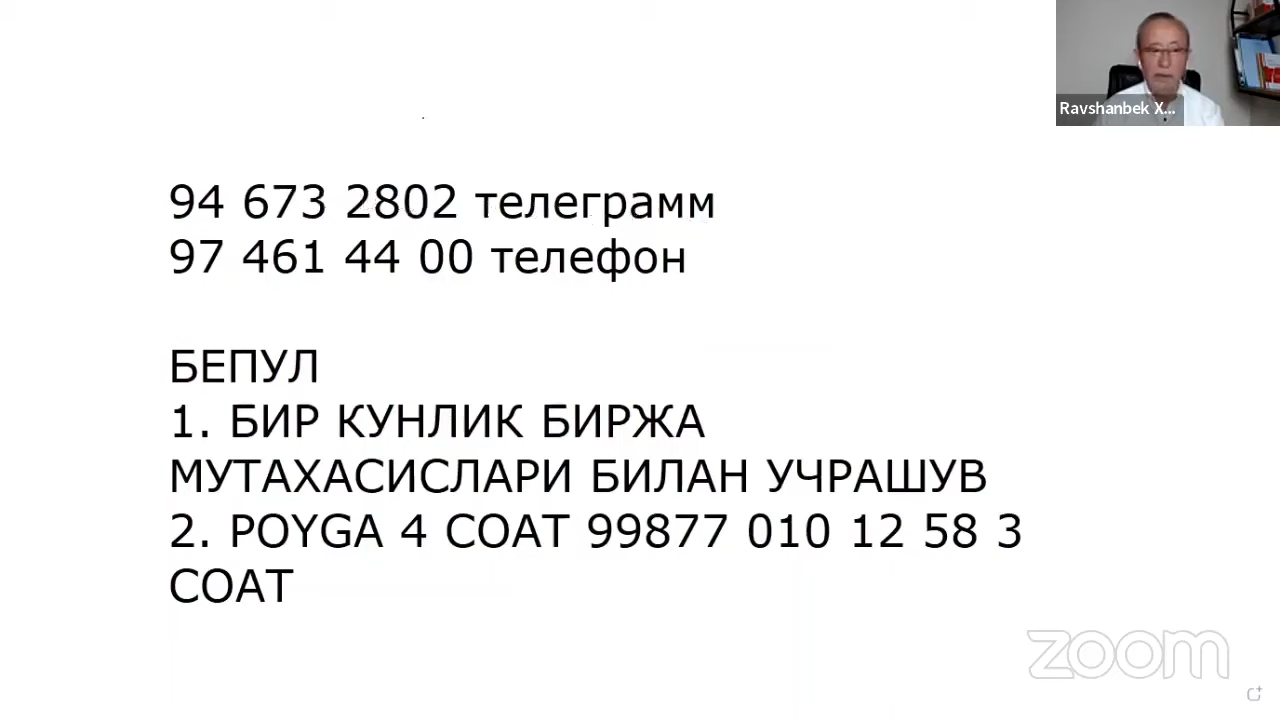 Ravshanbek X...
94 673 2802 телеграмм
97 461 44 00 телефон
БЕПУЛ
1. БИР КУНЛИК БИРЖА
МУТАХАСИСЛАРИ БИЛАН УЧРАШУВ
2. POYGA 4 СОАТ 99877 010 12 58 3
СОАТ
zoom